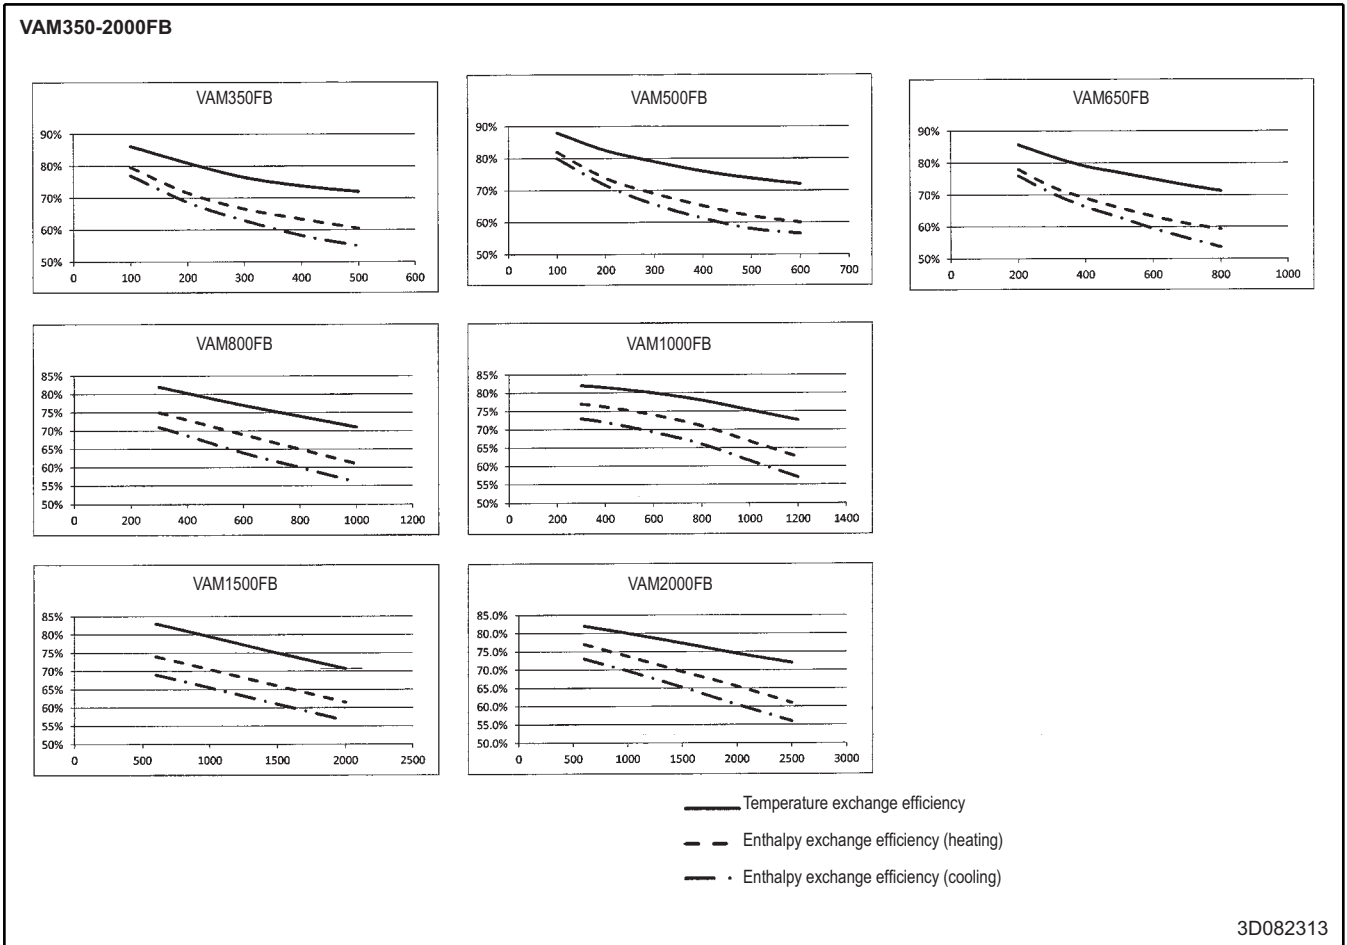 VAM350-2000FB
VAM350FB
90%
80%
70%
60%
50%
0 100 200 300 400 500 600
VAM500FB
90%
80%
70%
60%
50%
0 100 200 300 400 500 600 700
VAM650FB
90%
80%
70%
60%
50%
0 200 400 600 800 1000
VAM800FB
85%
80%
75%
70%
65%
60%
55%
50%
0 200 400 600 800 1000 1200
VAM1000FB
85%
80%
75%
70%
65%
60%
55%
50%
0 200 400 600 800 1000 1200 1400
VAM1500FB
85%
80%
75%
70%
65%
60%
55%
50%
0 500 1000 1500 2000 2500
VAM2000FB
85.0%
80.0%
75.0%
70.0%
65.0%
60.0%
55.0%
50.0%
0 500 1000 1500 2000 2500 3000
Temperature exchange efficiency
Enthalpy exchange efficiency (heating)
Enthalpy exchange efficiency (cooling)
3D082313